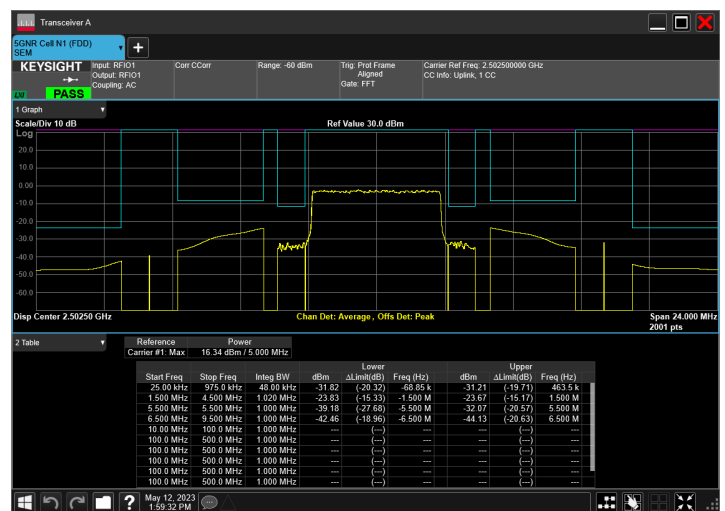 Transceiver A
5GNR Cell N1 (FDD)
SEM
+
KEYSIGHT
LXI
PASS
Input: RFIO1
Output: RFIO1
Coupling: AC
Corr CCorr
Range: -60 dBm
Trig: Prot Frame
Aligned
Gate: FFT
Carrier Ref Freq: 2.502500000 GHz
CC Info: Uplink, 1 CC
1 Graph
Scale/Div 10 dB
Ref Value 30.0 dBm
Log
20.0
10.0
0.00
-10.0
-20.0
-30.0
-40.0
-50.0
-60.0
Disp Center 2.50250 GHz
Chan Det: Average , Offs Det: Peak
Span 24.000 MHz
2001 pts
2 Table
Reference Power
Carrier #1: Max 16.34 dBm / 5.000 MHz
Lower Upper
Start Freq Stop Freq Integ BW dBm ΔLimit(dB) Freq (Hz) dBm ΔLimit(dB) Freq (Hz)
25.00 kHz 975.0 kHz 48.00 kHz -31.82 (-20.32) -68.85 k -31.21 (-19.71) 463.5 k
1.500 MHz 4.500 MHz 1.020 MHz -23.83 (-15.33) -1.500 M -23.67 (-15.17) 1.500 M
5.500 MHz 5.500 MHz 1.000 MHz -39.18 (-27.68) -5.500 M -32.07 (-20.57) 5.500 M
6.500 MHz 9.500 MHz 1.000 MHz -42.46 (-18.96) -6.500 M -44.13 (-20.63) 6.500 M
10.00 MHz 100.0 MHz 1.000 MHz --- (---) --- --- (---) ---
100.0 MHz 500.0 MHz 1.000 MHz --- (---) --- --- (---) ---
100.0 MHz 500.0 MHz 1.000 MHz --- (---) --- --- (---) ---
100.0 MHz 500.0 MHz 1.000 MHz --- (---) --- --- (---) ---
100.0 MHz 500.0 MHz 1.000 MHz --- (---) --- --- (---) ---
100.0 MHz 500.0 MHz 1.000 MHz --- (---) --- --- (---) ---
?
May 12, 2023
1:59:32 PM